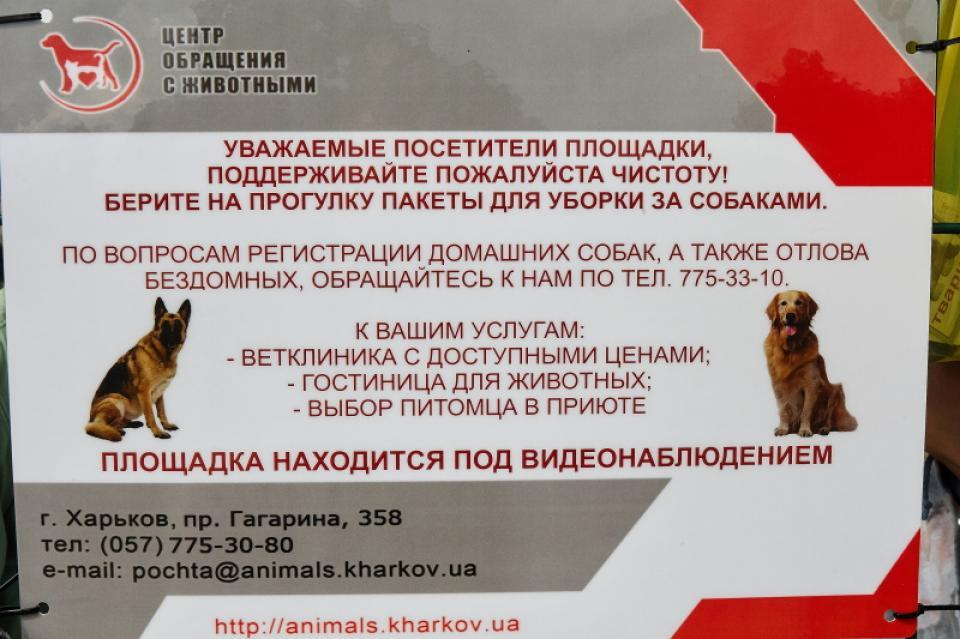 ЦЕНТР
ОБРАЩЕНИЯ
С ЖИВОТНЫМИ
УВАЖАЕМЫЕ ПОСЕТИТЕЛИ ПЛОЩАДКИ,
ПОДДЕРЖИВАЙТЕ ПОЖАЛУЙСТА ЧИСТОТУ!
БЕРИТЕ НА ПРОГУЛКУ ПАКЕТЫ ДЛЯ УБОРКИ ЗА СОБАКАМИ.
ПО ВОПРОСАМ РЕГИСТРАЦИИ ДОМАШНИХ СОБАК, А ТАКЖЕ ОТЛОВА
БЕЗДОМНЫХ, ОБРАЩАЙТЕСЬ К НАМ ПО ТЕЛ. 775-33-10.
К ВАШИМ УСЛУГАМ:
- ВЕТКЛИНИКА С ДОСТУПНЫМИ ЦЕНАМИ;
- ГОСТИНИЦА ДЛЯ ЖИВОТНЫХ;
- ВЫБОР ПИТОМЦА В ПРИЮТЕ
ПЛОЩАДКА НАХОДИТСЯ ПОД ВИДЕОНАБЛЮДЕНИЕМ
г. Харьков, пр. Гагарина, 358
тел: (057) 775-30-80
e-mail: pochta@animals.kharkov.ua
http://animals.kharkov.ua